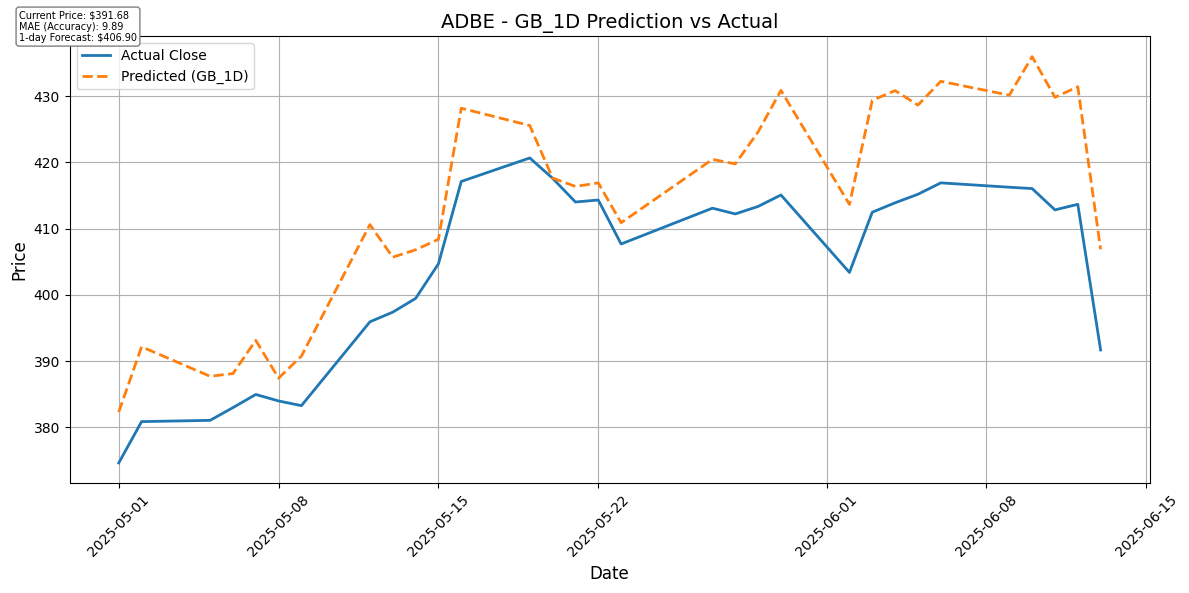 Current Price: $391.68
MAE (Accuracy): 9.89
1-day Forecast: $406.90
ADBE - GB_1D Prediction vs Actual
Actual Close
Predicted (GB_1D)
Price
430
420
410
400
390
380
2025-05-01
2025-05-08
2025-05-15
2025-05-22
2025-06-01
2025-06-08
2025-06-15
Date